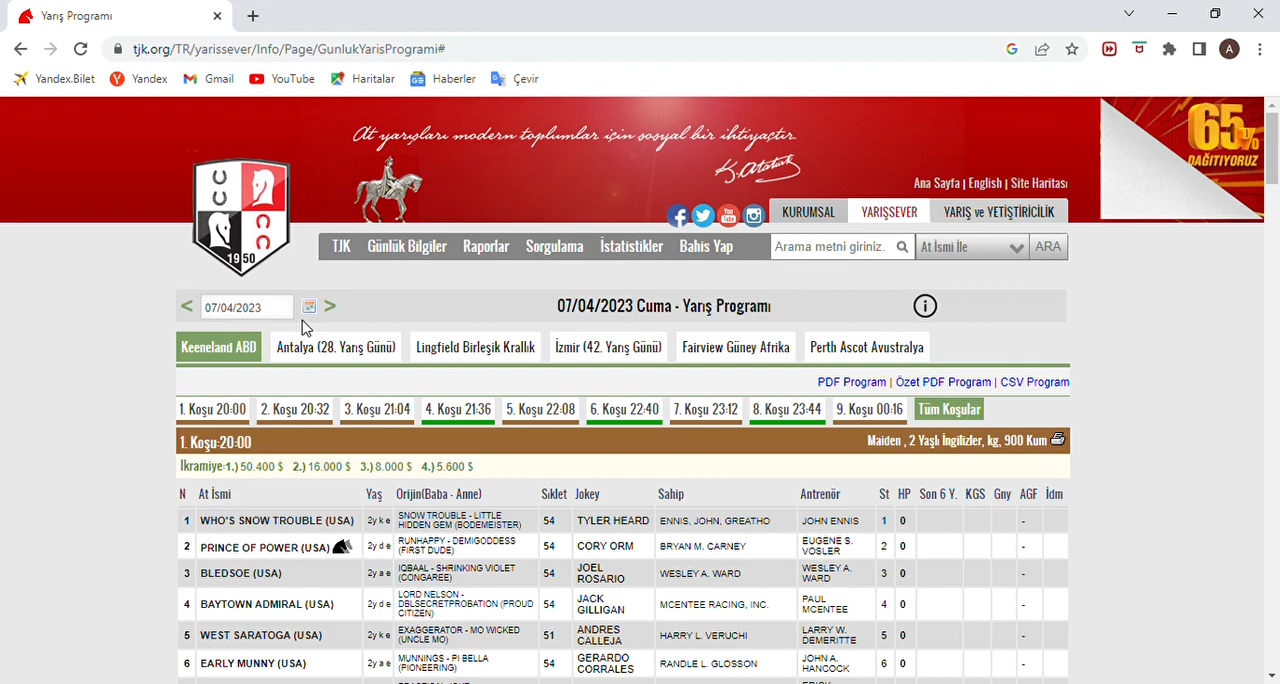 Yarış Programı
tjk.org/TR/yarissever/Info/Page/GunlukYarisProgrami#
A
Yandex.Bilet Yandex Gmail YouTube Haritalar Haberler Çevir
At yarışları modern toplumlar için sosyal bir ihtiyaçtır.
K. Atatürk
65%
DAĞITIYORUZ
Ana Sayfa | English | Site Haritası
KURUMSAL YARIŞSEVER YARIŞ ve YETİŞTİRİCİLİK
1950
TJK Günlük Bilgiler Raporlar Sorgulama İstatistikler Bahis Yap Arama metni giriniz. At İsmi İle ARA
< 07/04/2023 > 07/04/2023 Cuma - Yarış Programı
Keeneland ABD Antalya (28. Yarış Günü) Lingfield Birleşik Krallık İzmir (42. Yarış Günü) Fairview Güney Afrika Perth Ascot Avustralya
PDF Program | Özet PDF Program | CSV Program
1. Koşu 20:00 2. Koşu 20:32 3. Koşu 21:04 4. Koşu 21:36 5. Koşu 22:08 6. Koşu 22:40 7. Koşu 23:12 8. Koşu 23:44 9. Koşu 00:16 Tüm Koşular
1. Koşu:20:00 Maiden , 2 Yaşlı İngilizler, kg, 900 Kum
İkramiye:1.) 50.400 $ 2.) 16.000 $ 3.) 8.000 $ 4.) 5.600 $
N At İsmi Yaş Orijin(Baba - Anne) Sıklet Jokey Sahip Antrenör St HP Son 6 Y. KGS Gny AGF İdm
1 WHO'S SNOW TROUBLE (USA) 2y k e SNOW TROUBLE - LITTLE HIDDEN GEM (BODEMEISTER) 54 TYLER HEARD ENNIS, JOHN, GREATHO JOHN ENNIS 1 0 -
2 PRINCE OF POWER (USA) 2y d e RUNHAPPY - DEMIGODDESS (FIRST DUDE) 54 CORY ORM BRYAN M. CARNEY EUGENE S. VOSLER 2 0 -
3 BLEDSOE (USA) 2y a e IQBAAL - SHRINKING VIOLET (CONGAREE) 54 JOEL ROSARIO WESLEY A. WARD WESLEY A. WARD 3 0 -
4 BAYTOWN ADMIRAL (USA) 2y d e LORD NELSON - DBLSECRETPROBATION (PROUD CITIZEN) 54 JACK GILLIGAN MCENTEE RACING, INC. PAUL MCENTEE 4 0 -
5 WEST SARATOGA (USA) 2y k e EXAGGERATOR - MO WICKED (UNCLE MO) 51 ANDRES CALLEJA HARRY L. VERUCHI LARRY W. DEMERITTE 5 0 -
6 EARLY MUNNY (USA) 2y a e MUNNINGS - PI BELLA (PIONEERING) 54 GERARDO CORRALES RANDLE L. GLOSSON JOHN A. HANCOCK 6 0 -